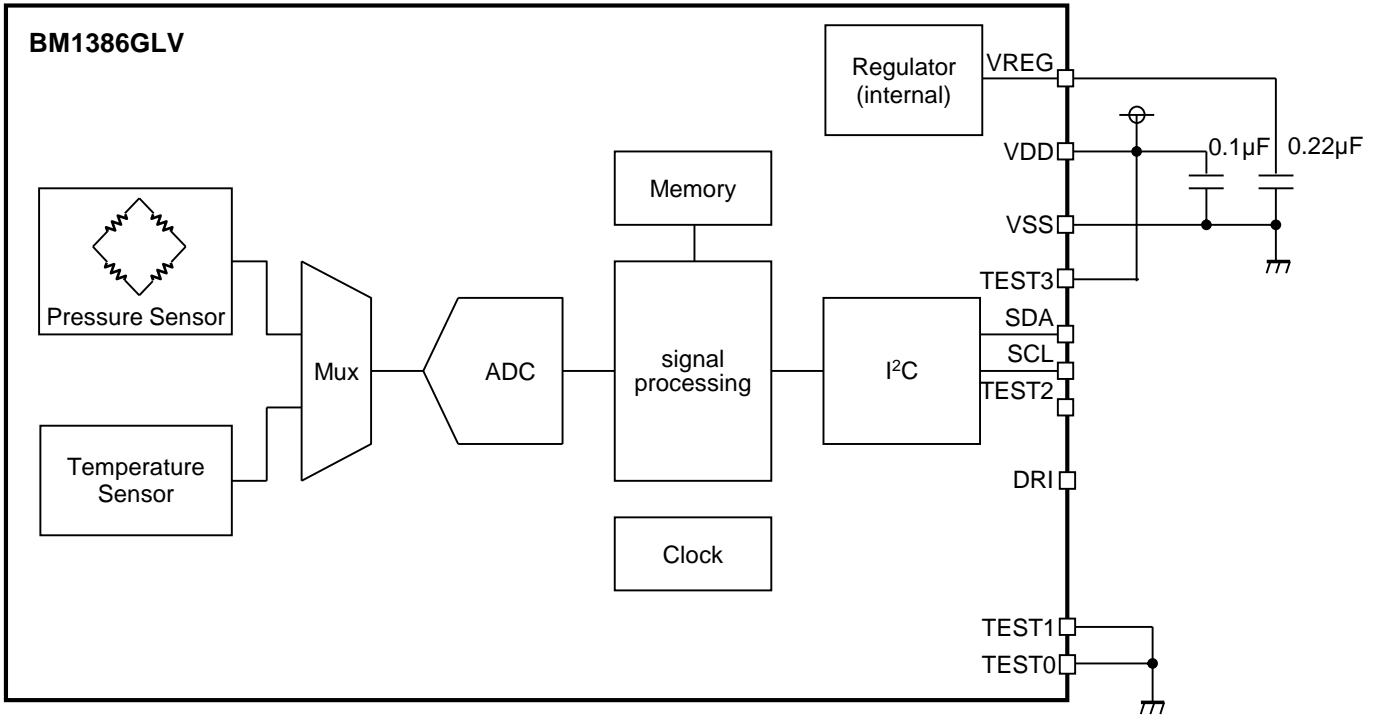 BM1386GLV
Regulator
(internal)
VREG
VDD
0.1µF
0.22µF
Memory
VSS
TEST3
Pressure Sensor
SDA
SCL
Mux
ADC
signal
processing
I²C
TEST2
Temperature
Sensor
DRI
Clock
TEST1
TEST0